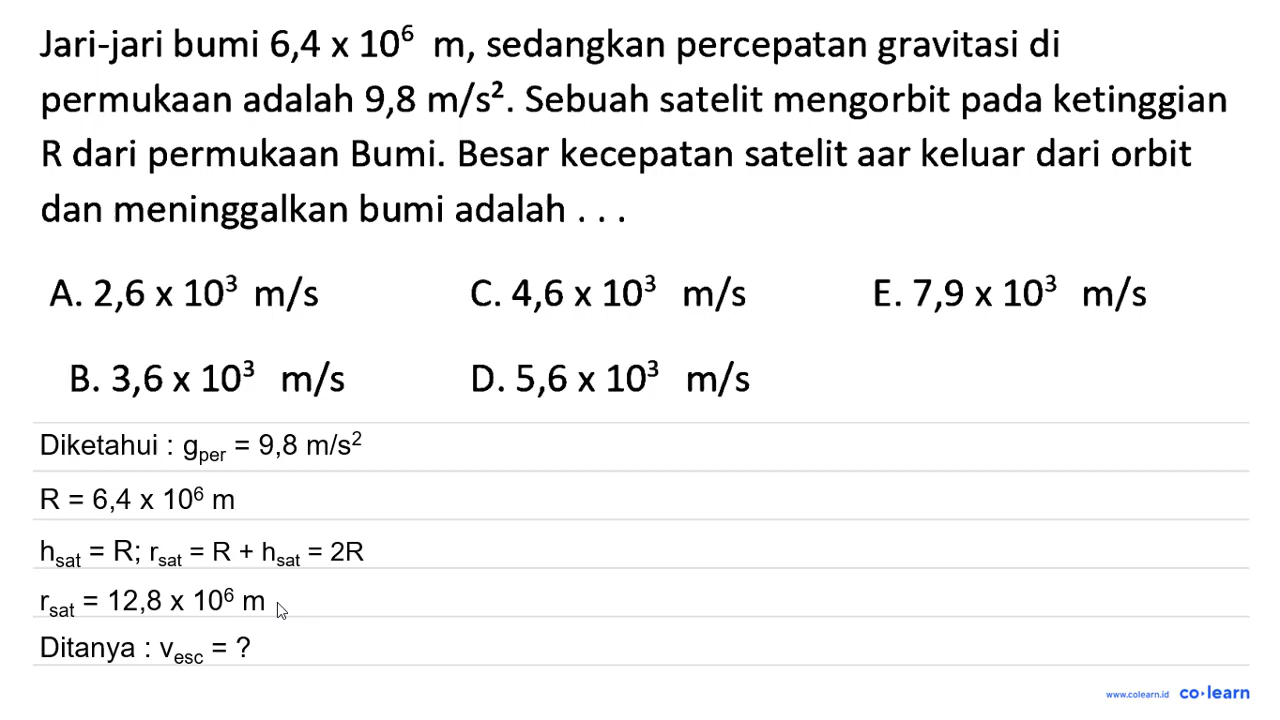 Jari-jari bumi 6,4 x 10⁶ m, sedangkan percepatan gravitasi di
permukaan adalah 9,8 m/s². Sebuah satelit mengorbit pada ketinggian
R dari permukaan Bumi. Besar kecepatan satelit aar keluar dari orbit
dan meninggalkan bumi adalah . . .
A. 2,6 x 10³ m/s C. 4,6 x 10³ m/s E. 7,9 x 10³ m/s
B. 3,6 x 10³ m/s D. 5,6 x 10³ m/s
Diketahui : g_per = 9,8 m/s²
R = 6,4 x 10⁶ m
h_sat = R; r_sat = R + h_sat = 2R
r_sat = 12,8 x 10⁶ m
Ditanya : v_esc = ?
www.colearn.id co·learn